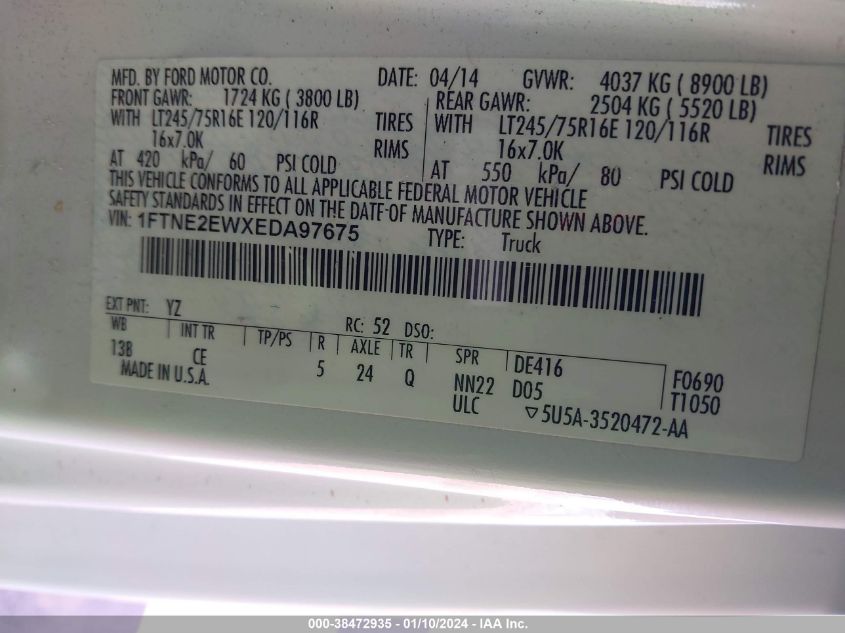 MFD. BY FORD MOTOR CO. DATE: 04/14 GVWR: 4037 KG ( 8900 LB)
FRONT GAWR: 1724 KG ( 3800 LB) REAR GAWR: 2504 KG ( 5520 LB)
WITH LT245/75R16E 120/116R TIRES WITH LT245/75R16E 120/116R TIRES
16x7.0K RIMS 16x7.0K RIMS
AT 420 kPa/ 60 PSI COLD AT 550 kPa/ 80 PSI COLD
THIS VEHICLE CONFORMS TO ALL APPLICABLE FEDERAL MOTOR VEHICLE
SAFETY STANDARDS IN EFFECT ON THE DATE OF MANUFACTURE SHOWN ABOVE.
VIN: 1FTNE2EWXEDA97675 TYPE: Truck
EXT PNT: YZ RC: 52 DSO:
WB INT TR TP/PS R AXLE TR SPR DE416 F0690
138 CE 5 24 Q NN22 D05 T1050
MADE IN U.S.A. ULC ▽5U5A-3520472-AA
000-38472935 - 01/10/2024 - IAA Inc.